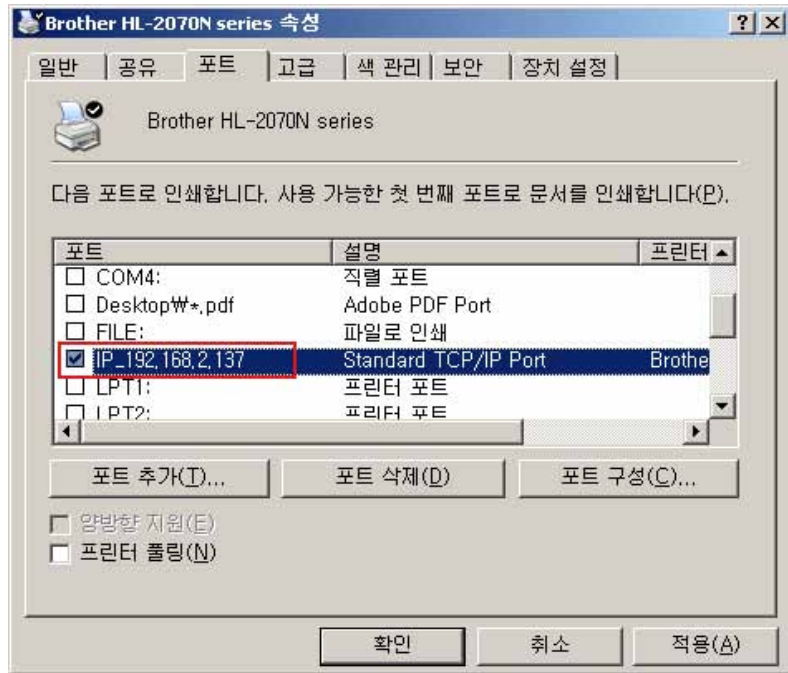 Brother HL-2070N series 속성
일반 공유 포트 고급 색 관리 보안 장치 설정
Brother HL-2070N series
다음 포트로 인쇄합니다. 사용 가능한 첫 번째 포트로 문서를 인쇄합니다(P).
포트 설명 프린터
COM4: 직렬 포트
Desktop₩*.pdf Adobe PDF Port
FILE: 파일로 인쇄
IP_192.168.2.137 Standard TCP/IP Port Brothe
LPT1: 프린터 포트
LPT2: 프린터 포트
포트 추가(T)... 포트 삭제(D) 포트 구성(C)...
양방향 지원(E)
프린터 풀링(N)
확인 취소 적용(A)